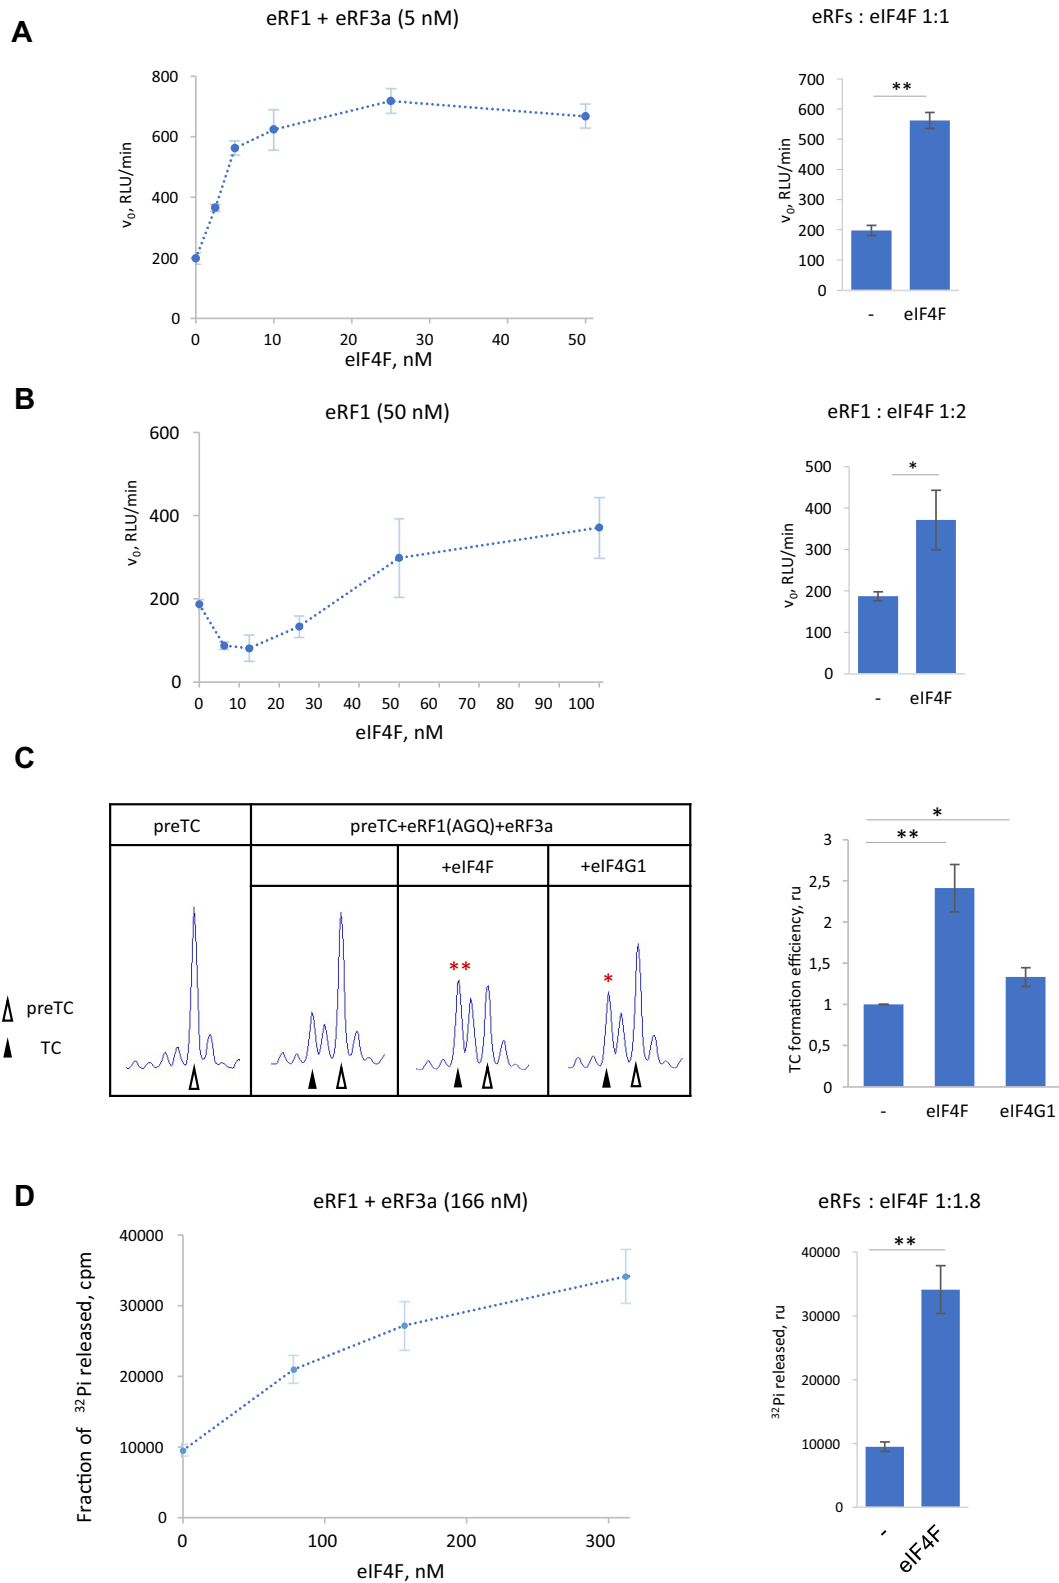 A
eRF1 + eRF3a (5 nM)
eRFs : eIF4F 1:1
v0, RLU/min
800
600
400
200
0
0 10 20 30 40 50
eIF4F, nM
v0, RLU/min
700
600
500
400
300
200
100
0
**
- eIF4F
B
eRF1 (50 nM)
eRF1 : eIF4F 1:2
v0, RLU/min
600
400
200
0
0 10 20 30 40 50 60 70 80 90 100
eIF4F, nM
v0, RLU/min
500
400
300
200
100
0
*
- eIF4F
C
preTC
preTC+eRF1(AGQ)+eRF3a
+eIF4F
+eIF4G1
**
*
preTC
TC
TC formation efficiency, ru
3
2,5
2
1,5
1
0,5
0
*
**
- eIF4F eIF4G1
D
eRF1 + eRF3a (166 nM)
eRFs : eIF4F 1:1.8
Fraction of 32Pi released, cpm
40000
30000
20000
10000
0
0 100 200 300
eIF4F, nM
32Pi released, ru
40000
30000
20000
10000
0
**
- eIF4F